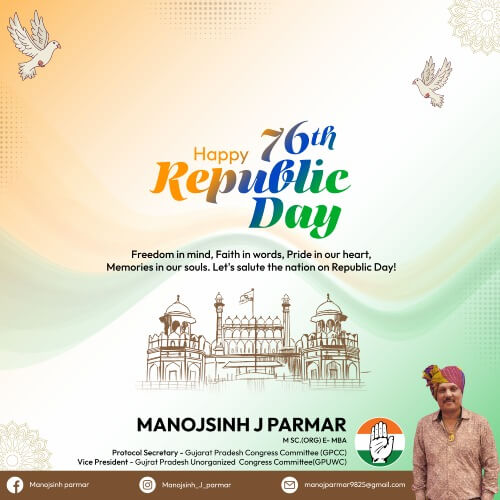 Happy 76th
Republic
Day
Freedom in mind, Faith in words, Pride in our heart,
Memories in our souls. Let's salute the nation on Republic Day!
MANOJSINH J PARMAR
M SC.(ORG) E- MBA
Protocol Secretary - Gujarat Pradesh Congress Committee (GPCC)
Vice President - Gujrat Pradesh Unorganized Congress Committee(GPUWC)
Manojsinh parmar
Manojsinh_J_parmar
manojparmar9825@gmail.com